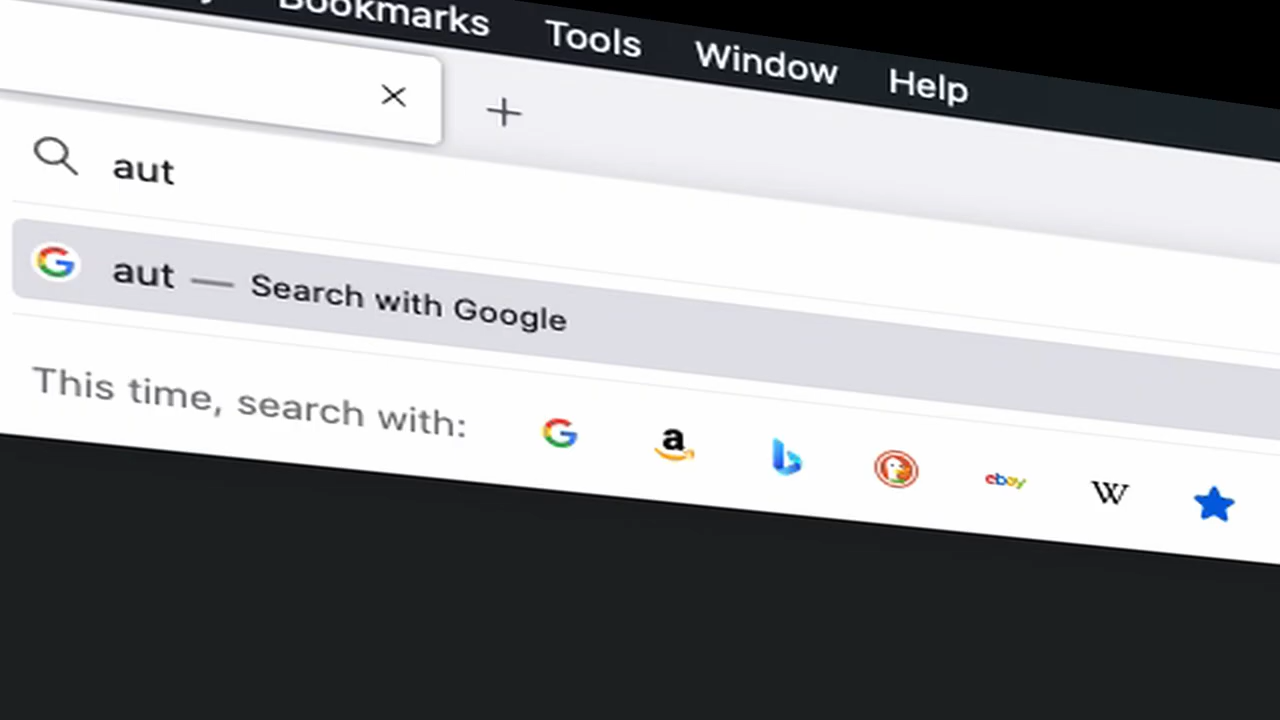 Bookmarks Tools Window Help
aut
aut — Search with Google
This time, search with:
a
ebay
W